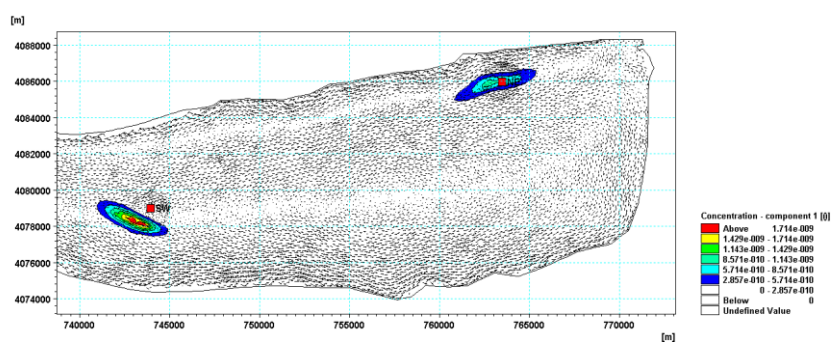 [m]
4088000
4086000
4084000
4082000
4080000
SW
4078000
4076000
4074000
740000 745000 750000 755000 760000 765000 770000
[m]
Concentration - component 1 [()]
Above 1.714e-009
1.429e-009 - 1.714e-009
1.143e-009 - 1.429e-009
8.571e-010 - 1.143e-009
5.714e-010 - 8.571e-010
2.857e-010 - 5.714e-010
0 - 2.857e-010
Below 0
Undefined Value